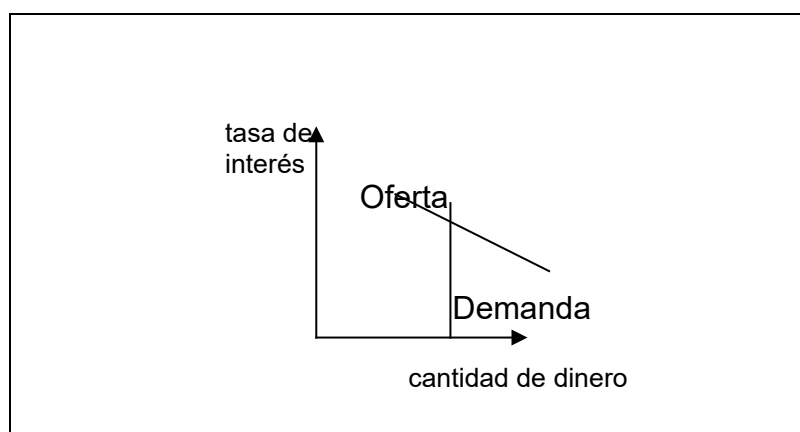 tasa de
interés
Oferta
Demanda
cantidad de dinero